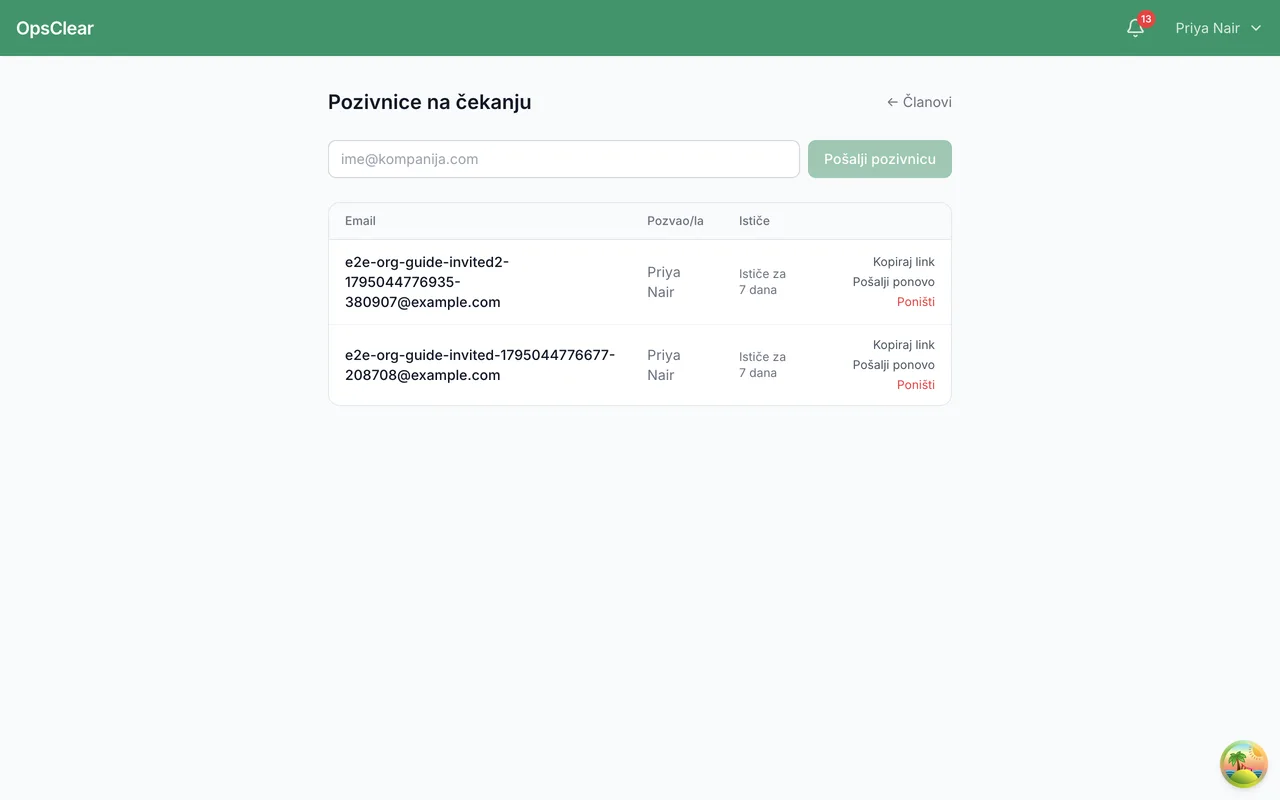 OpsClear
13
Priya Nair
Pozivnice na čekanju
← Članovi
ime@kompanija.com
Pošalji pozivnicu
Email
Pozvao/la
Ističe
e2e-org-guide-invited2-
1795044776935-
380907@example.com
Priya
Nair
Ističe za
7 dana
Kopiraj link
Pošalji ponovo
Poništi
e2e-org-guide-invited-1795044776677-
208708@example.com
Priya
Nair
Ističe za
7 dana
Kopiraj link
Pošalji ponovo
Poništi